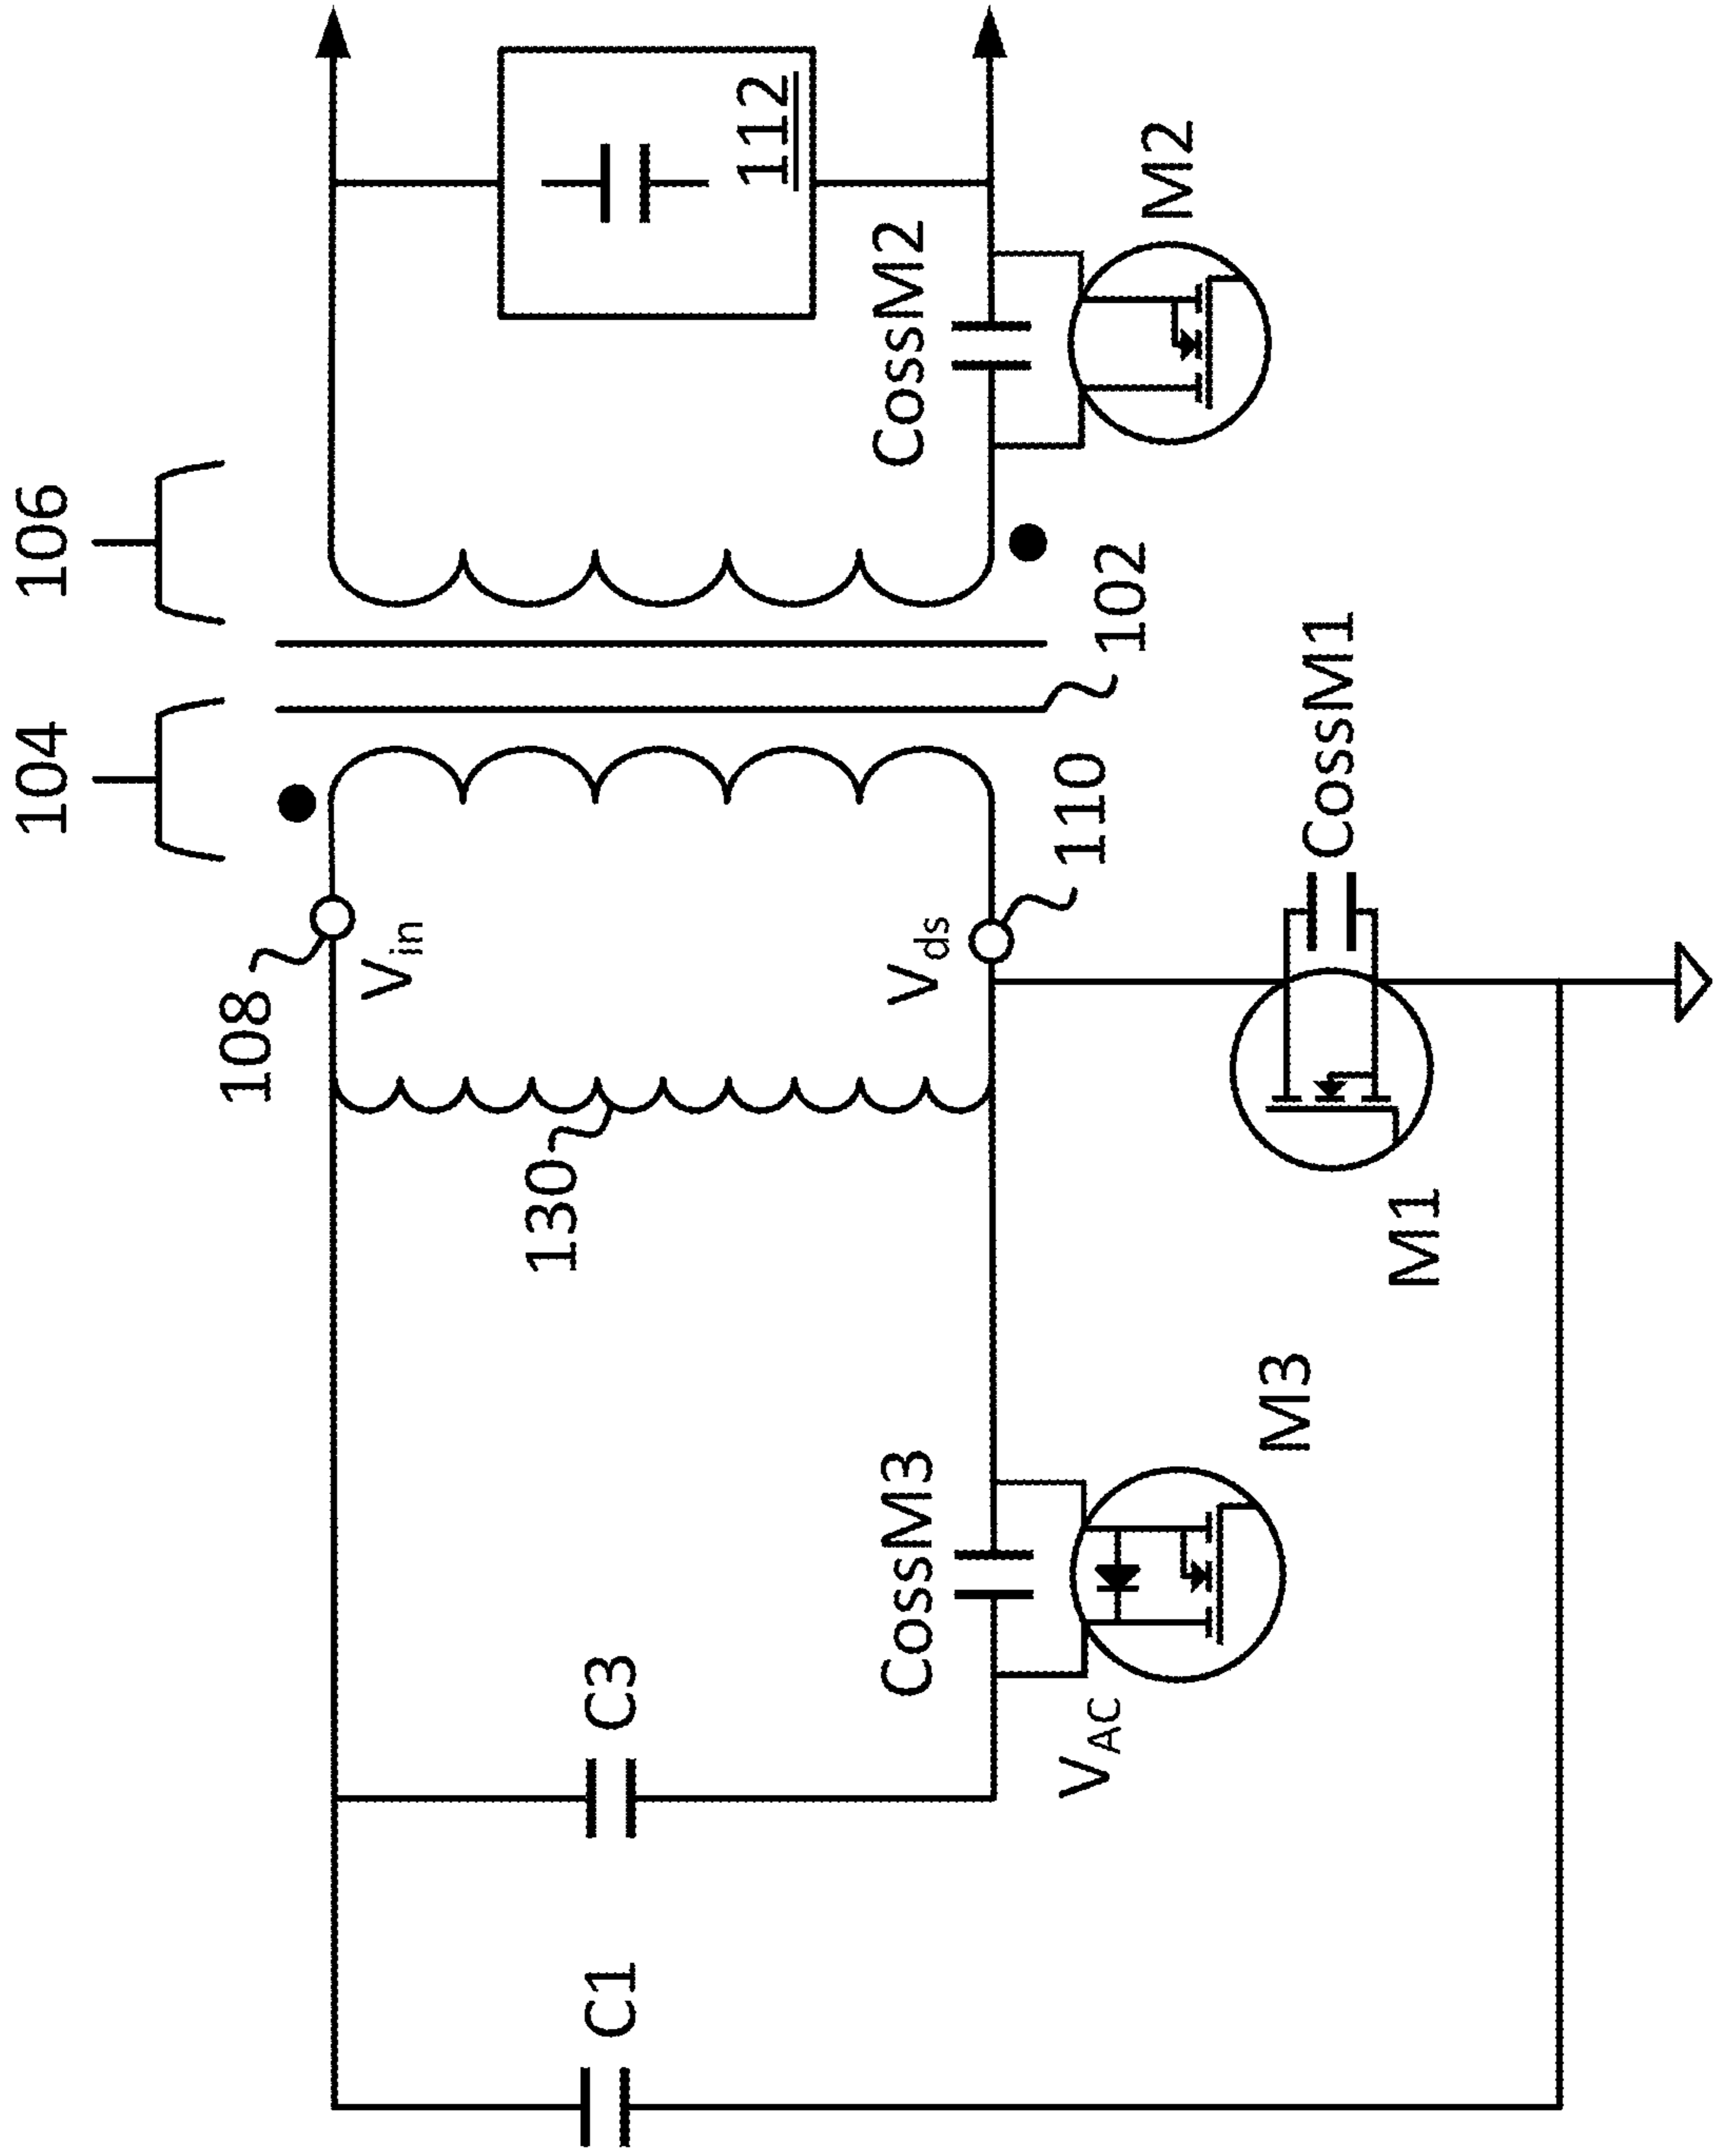 106
104
112
CossM2
M2
102
108
Vin
Vds
110
130
CossM1
M1
CossM3
M3
VAC
C3
C1